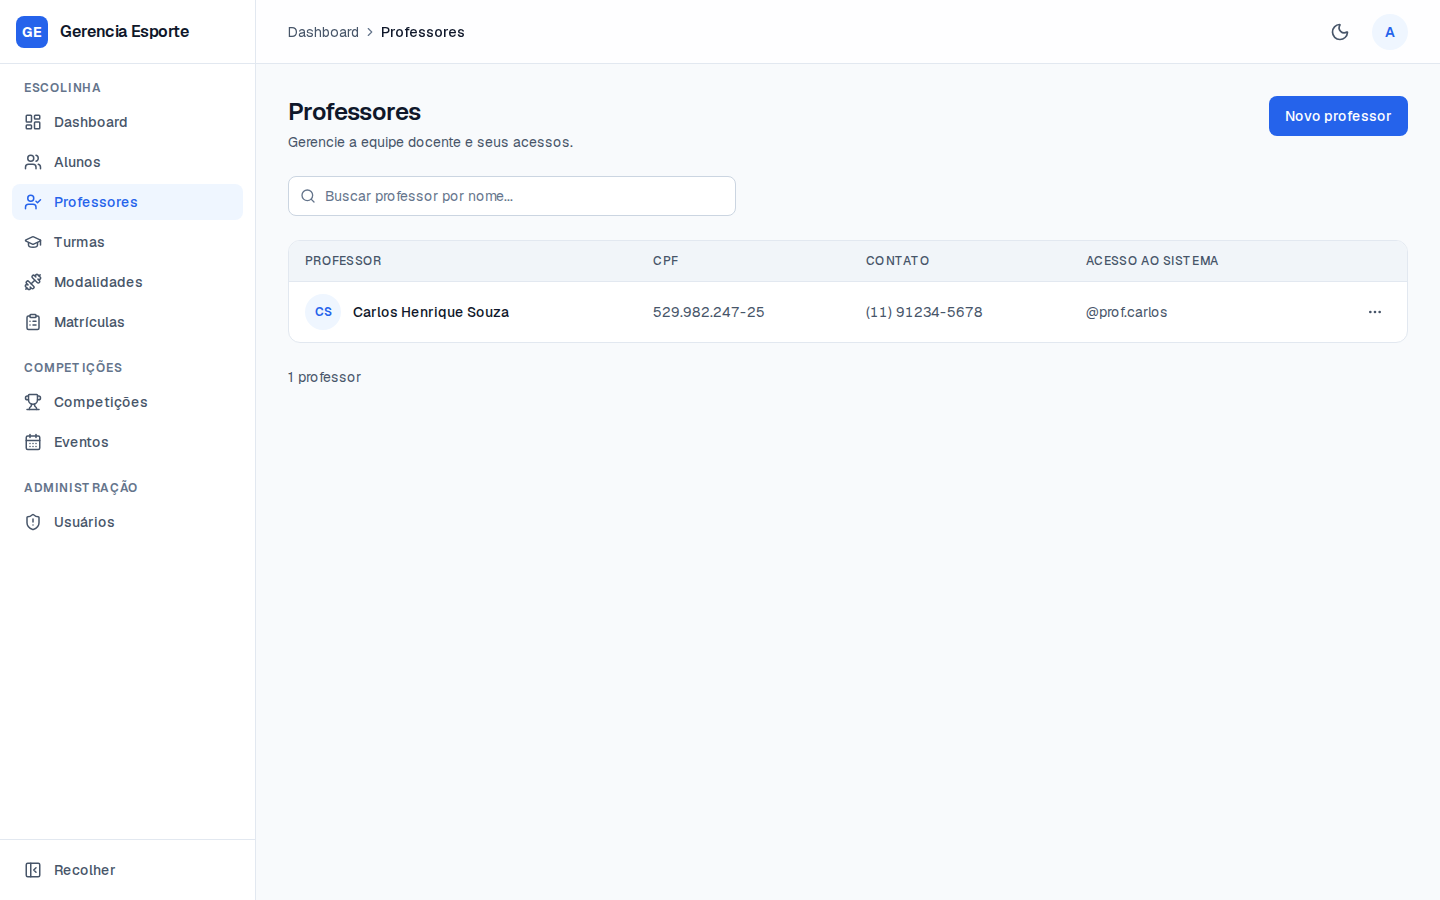 GE Gerencia Esporte
Dashboard Professores
A
ESCOLINHA
Dashboard
Alunos
Professores
Turmas
Modalidades
Matrículas
COMPETIÇÕES
Competições
Eventos
ADMINISTRAÇÃO
Usuários
Recolher
Professores
Gerencie a equipe docente e seus acessos.
Novo professor
Buscar professor por nome...
PROFESSOR CPF CONTATO ACESSO AO SISTEMA
CS Carlos Henrique Souza 529.982.247-25 (11) 91234-5678 @prof.carlos
1 professor